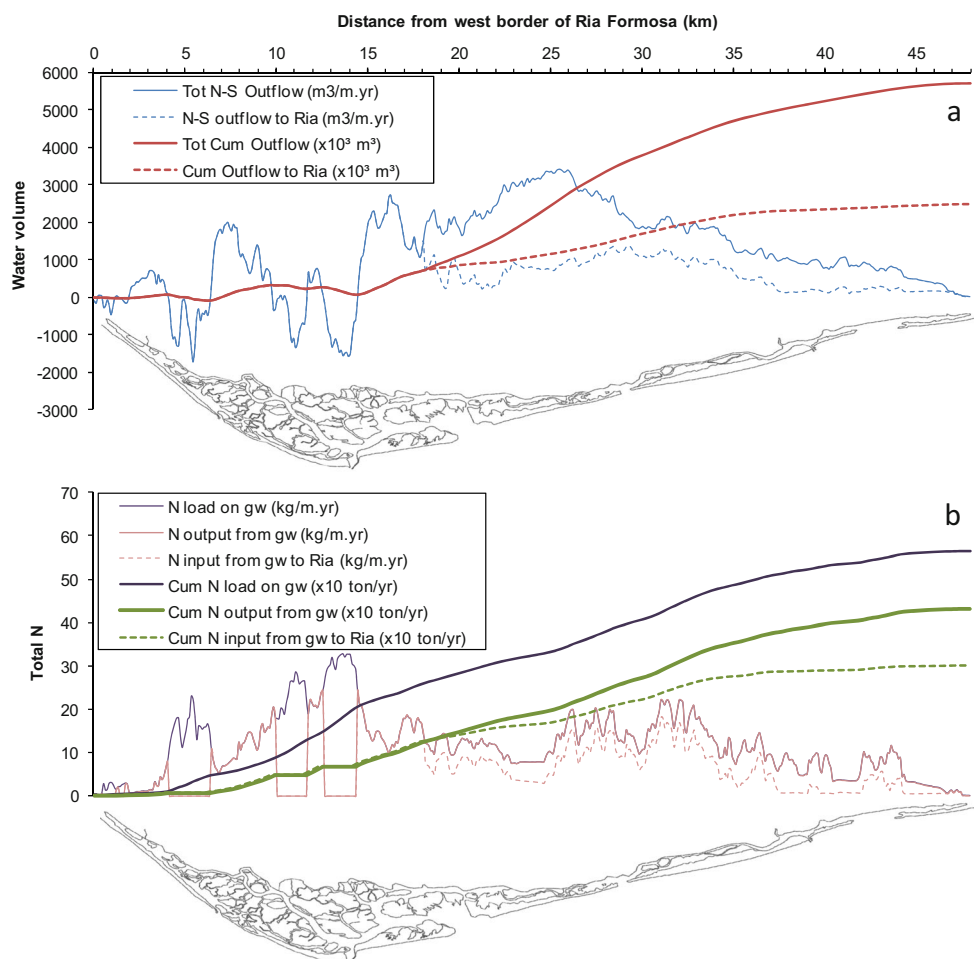 Distance from west border of Ria Formosa (km)
0 5 10 15 20 25 30 35 40 45
6000
5000
4000
3000
2000
1000
0
-1000
-2000
-3000
Water volume
Tot N-S Outflow (m3/m.yr)
N-S outflow to Ria (m3/m.yr)
Tot Cum Outflow (x10³ m³)
Cum Outflow to Ria (x10³ m³)
a
70
60
50
40
30
20
10
0
Total N
N load on gw (kg/m.yr)
N output from gw (kg/m.yr)
N input from gw to Ria (kg/m.yr)
Cum N load on gw (x10 ton/yr)
Cum N output from gw (x10 ton/yr)
Cum N input from gw to Ria (x10 ton/yr)
b